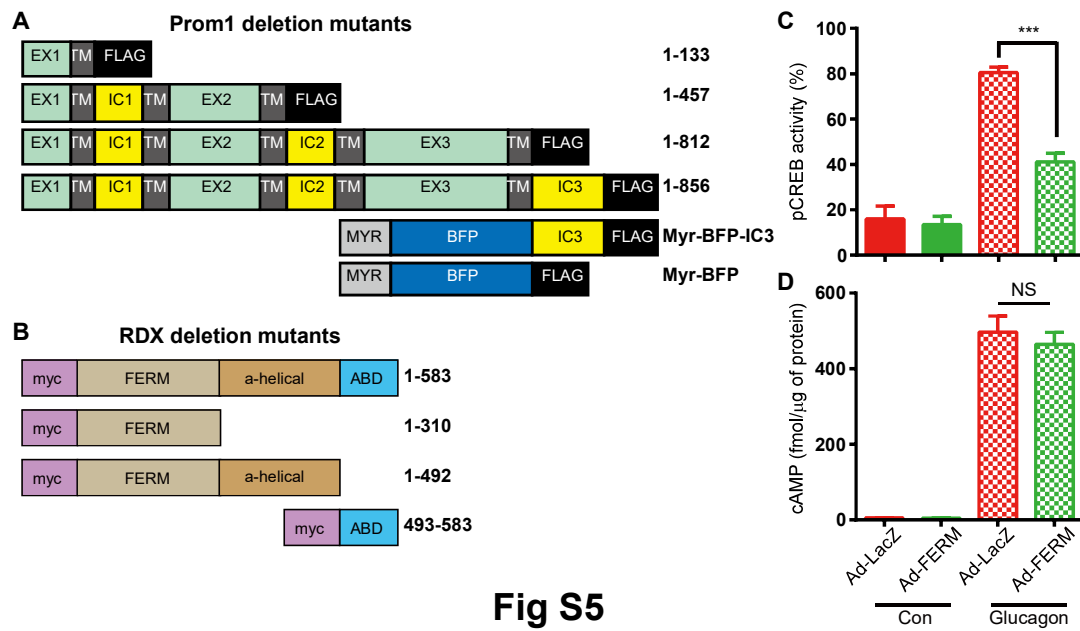 A
Prom1 deletion mutants
EX1 TM FLAG 1-133
EX1 TM IC1 TM EX2 TM FLAG 1-457
EX1 TM IC1 TM EX2 TM IC2 TM EX3 TM FLAG 1-812
EX1 TM IC1 TM EX2 TM IC2 TM EX3 TM IC3 FLAG 1-856
MYR BFP IC3 FLAG Myr-BFP-IC3
MYR BFP FLAG Myr-BFP
B
RDX deletion mutants
myc FERM a-helical ABD 1-583
myc FERM 1-310
myc FERM a-helical 1-492
myc ABD 493-583
C
***
pCREB activity (%)
100
80
60
40
20
0
D
NS
cAMP (fmol/µg of protein)
600
400
200
0
Ad-LacZ Ad-FERM Ad-LacZ Ad-FERM
Con Glucagon
Fig S5